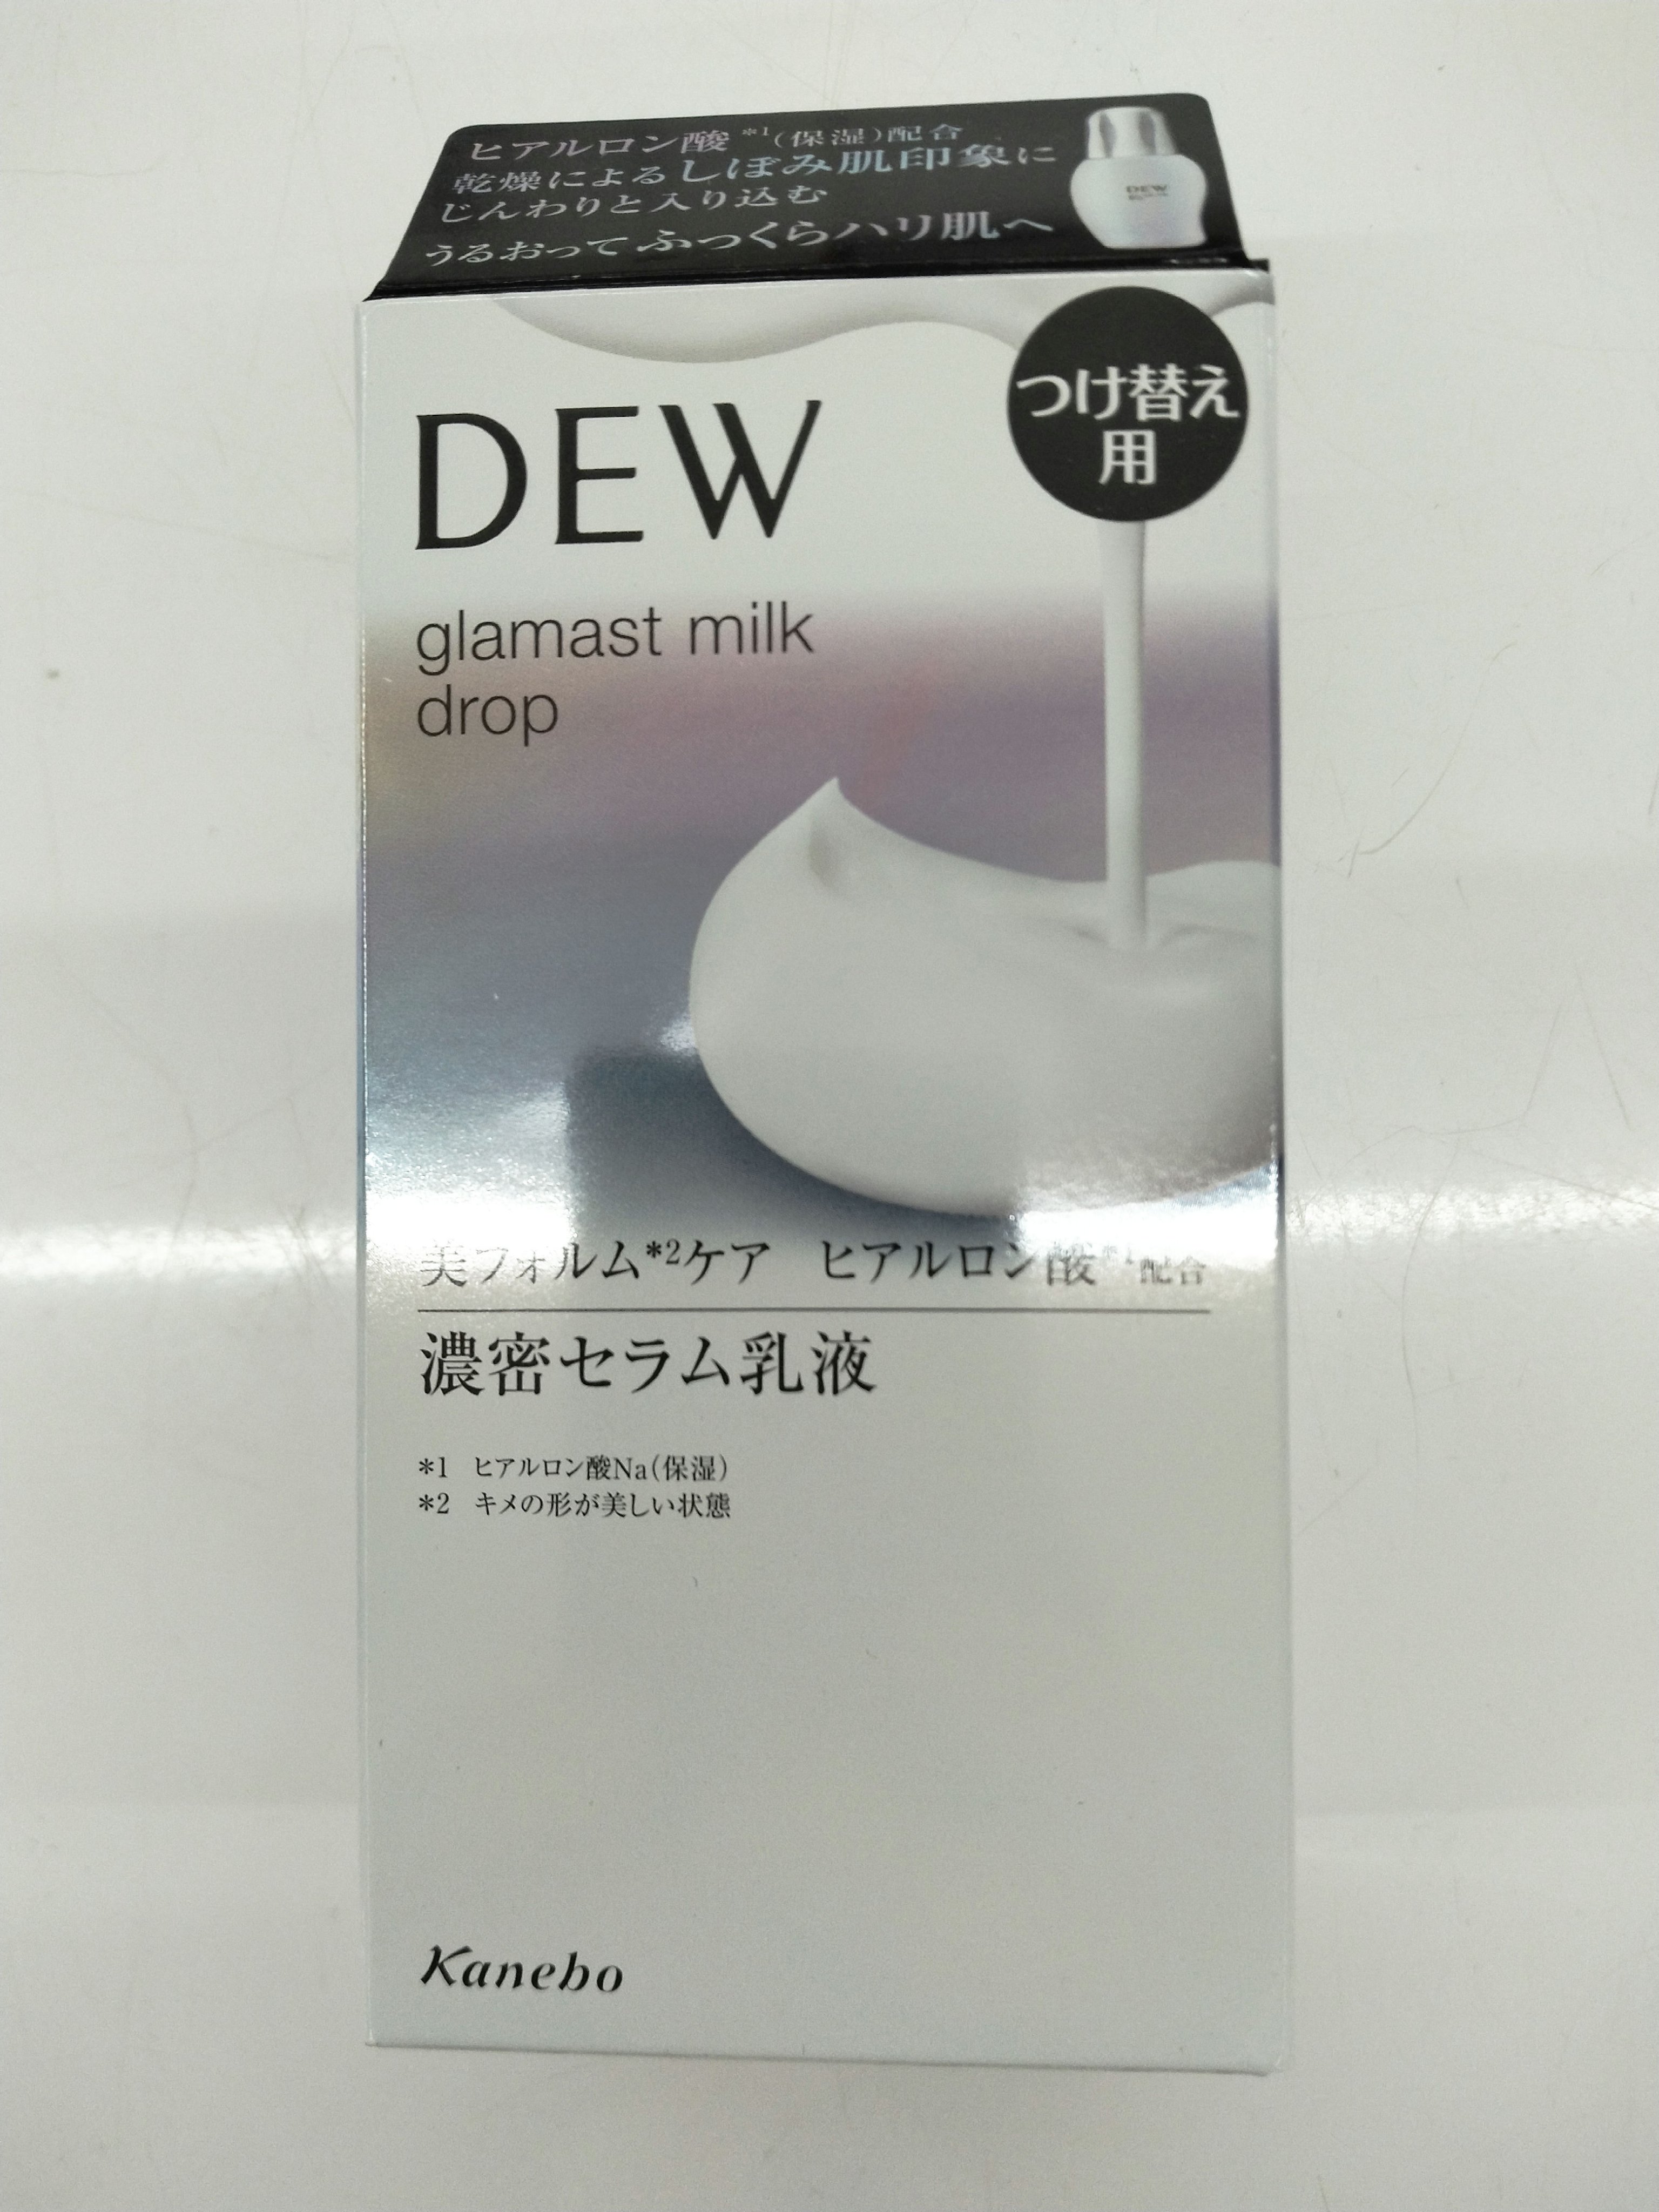 ヒアルロン酸*1(保湿)配合
乾燥によるしぼみ肌印象に
じんわりと入り込む
うるおってふっくらハリ肌へ
DEW
つけ替え
用
DEW
glamast milk
drop
美フォルム*2ケア ヒアルロン酸*1配合
濃密セラム乳液
*1 ヒアルロン酸Na(保湿)
*2 キメの形が美しい状態
Kanebo